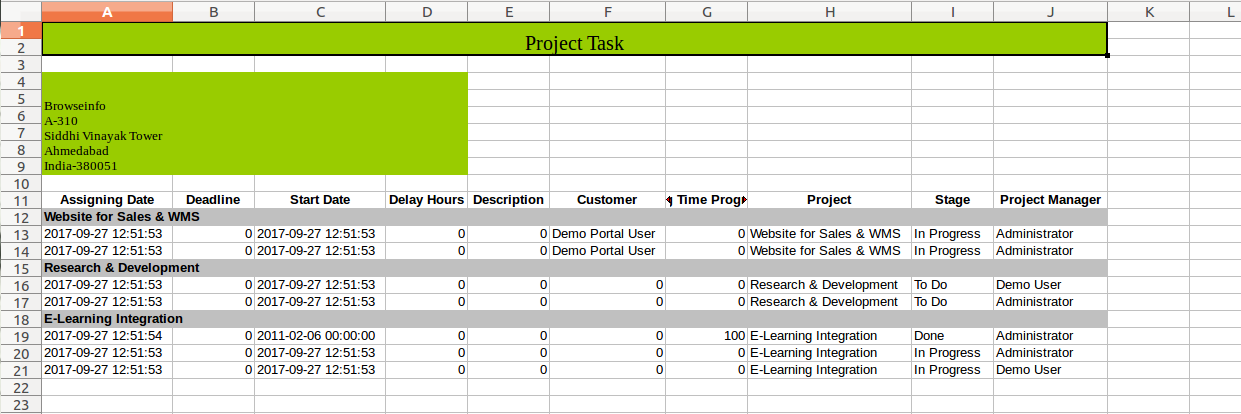 A B C D E F G H I J K L
1
2 Project Task
3
4
5 Browseinfo
6 A-310
7 Siddhi Vinayak Tower
8 Ahmedabad
9 India-380051
10
11 Assigning Date Deadline Start Date Delay Hours Description Customer Time Prog Project Stage Project Manager
12 Website for Sales & WMS
13 2017-09-27 12:51:53 0 2017-09-27 12:51:53 0 0 Demo Portal User 0 Website for Sales & WMS In Progress Administrator
14 2017-09-27 12:51:53 0 2017-09-27 12:51:53 0 0 Demo Portal User 0 Website for Sales & WMS In Progress Administrator
15 Research & Development
16 2017-09-27 12:51:53 0 2017-09-27 12:51:53 0 0 0 0 Research & Development To Do Demo User
17 2017-09-27 12:51:53 0 2017-09-27 12:51:53 0 0 0 0 Research & Development To Do Administrator
18 E-Learning Integration
19 2017-09-27 12:51:54 0 2011-02-06 00:00:00 0 0 0 100 E-Learning Integration Done Administrator
20 2017-09-27 12:51:53 0 2017-09-27 12:51:53 0 0 0 0 E-Learning Integration In Progress Administrator
21 2017-09-27 12:51:53 0 2017-09-27 12:51:53 0 0 0 0 E-Learning Integration In Progress Demo User
22
23